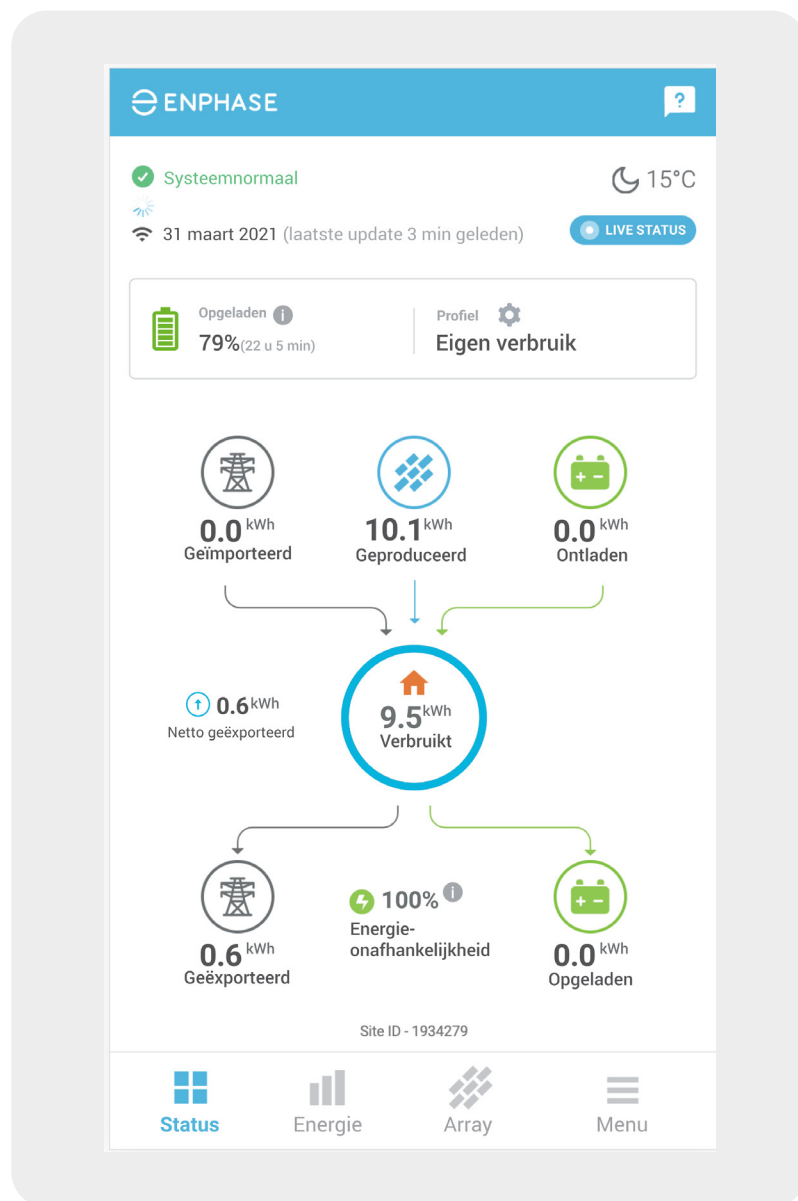 ENPHASE
?
Systeemnormaal
15°C
31 maart 2021 (laatste update 3 min geleden)
LIVE STATUS
Opgeladen i
79%(22 u 5 min)
Profiel
Eigen verbruik
0.0 kWh
Geïmporteerd
10.1 kWh
Geproduceerd
0.0 kWh
Ontladen
0.6 kWh
Netto geëxporteerd
9.5 kWh
Verbruikt
0.6 kWh
Geëxporteerd
100% i
Energie-
onafhankelijkheid
0.0 kWh
Opgeladen
Site ID - 1934279
Status
Energie
Array
Menu